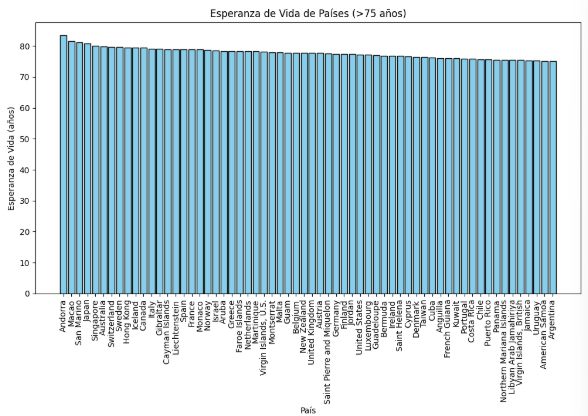 Esperanza de Vida de Países (>75 años)
Esperanza de Vida (años)
80
70
60
50
40
30
20
10
0
Andorra
Macao
San Marino
Japan
Singapore
Australia
Switzerland
Sweden
Hong Kong
Iceland
Canada
Italy
Gibraltar
Cayman Islands
Liechtenstein
Spain
France
Monaco
Norway
Israel
Aruba
Greece
Faroe Islands
Netherlands
Martinique
Virgin Islands, U.S.
Montserrat
Malta
Guam
Belgium
New Zealand
United Kingdom
Austria
Saint Pierre and Miquelon
Germany
Finland
Jordan
United States
Luxembourg
Guadeloupe
Bermuda
Ireland
Saint Helena
Cyprus
Denmark
Taiwan
Cuba
Anguilla
French Guiana
Kuwait
Portugal
Costa Rica
Chile
Puerto Rico
Panama
Northern Mariana Islands
Libyan Arab Jamahiriya
Virgin Islands, British
Jamaica
Uruguay
American Samoa
Argentina
País